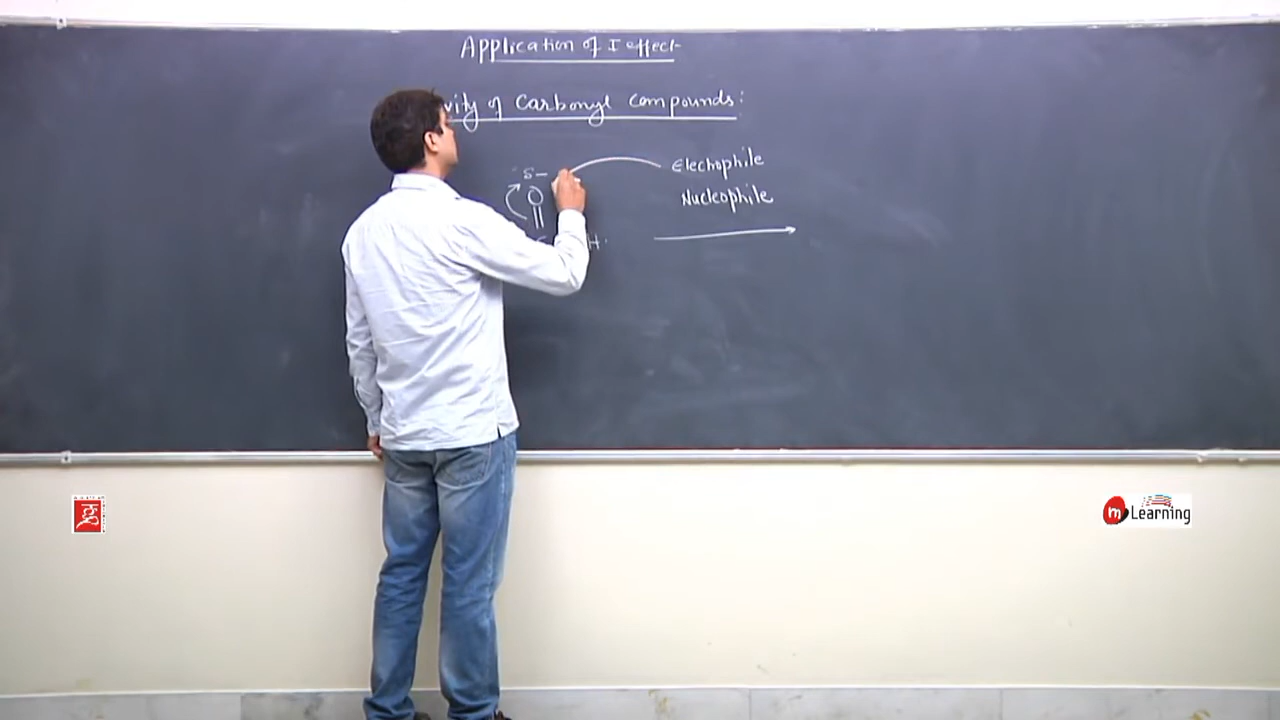 Application of I effect
vity of Carbonyl Compounds:
δ−
Electrophile
O
Nucleophile
H
m Learning